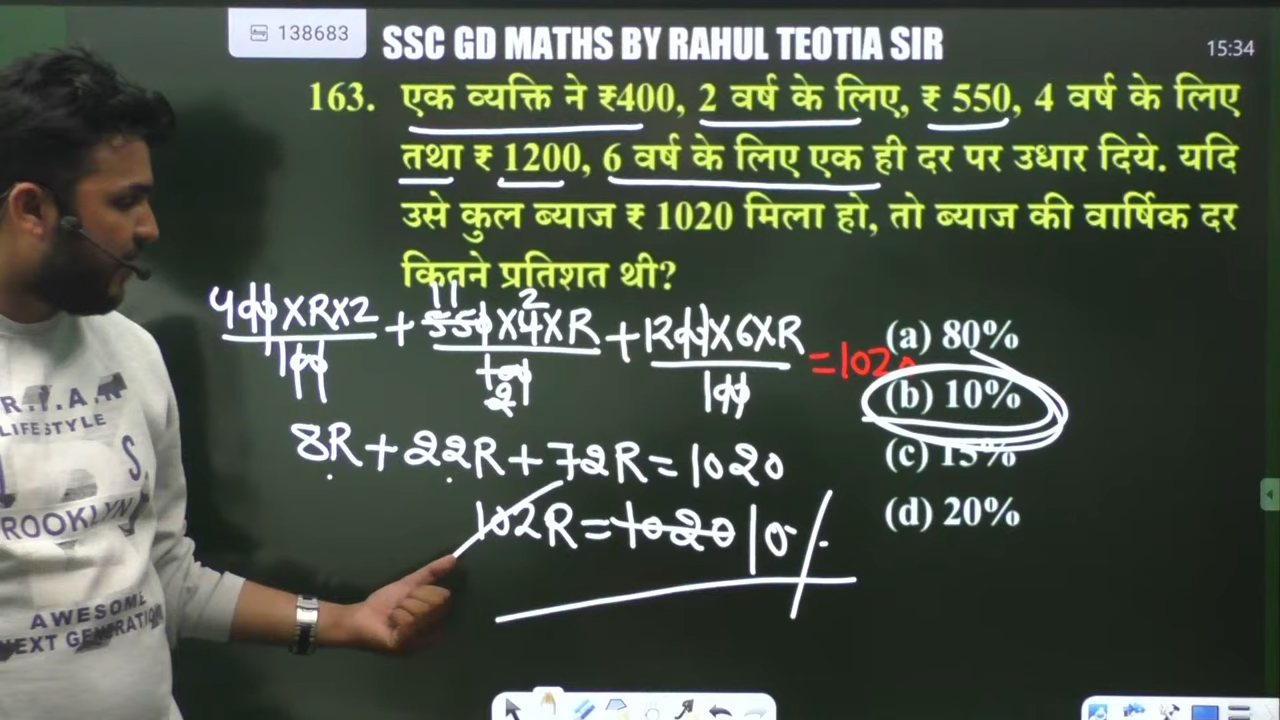 138683
SSC GD MATHS BY RAHUL TEOTIA SIR
15:34
163. एक व्यक्ति ने ₹400, 2 वर्ष के लिए, ₹ 550, 4 वर्ष के लिए
तथा ₹ 1200, 6 वर्ष के लिए एक ही दर पर उधार दिये. यदि
उसे कुल ब्याज ₹ 1020 मिला हो, तो ब्याज की वार्षिक दर
कितने प्रतिशत थी?
400×R×2/100 + 550×4×R/100 + 1200×6×R/100 = 1020
11
2
2
8R+22R+72R=1020
102R=1020 10%
(a) 80%
(b) 10%
(c) 15%
(d) 20%
LIFESTYLE
S.
BROOKLYN
AWESOME
NEXT GENERATION